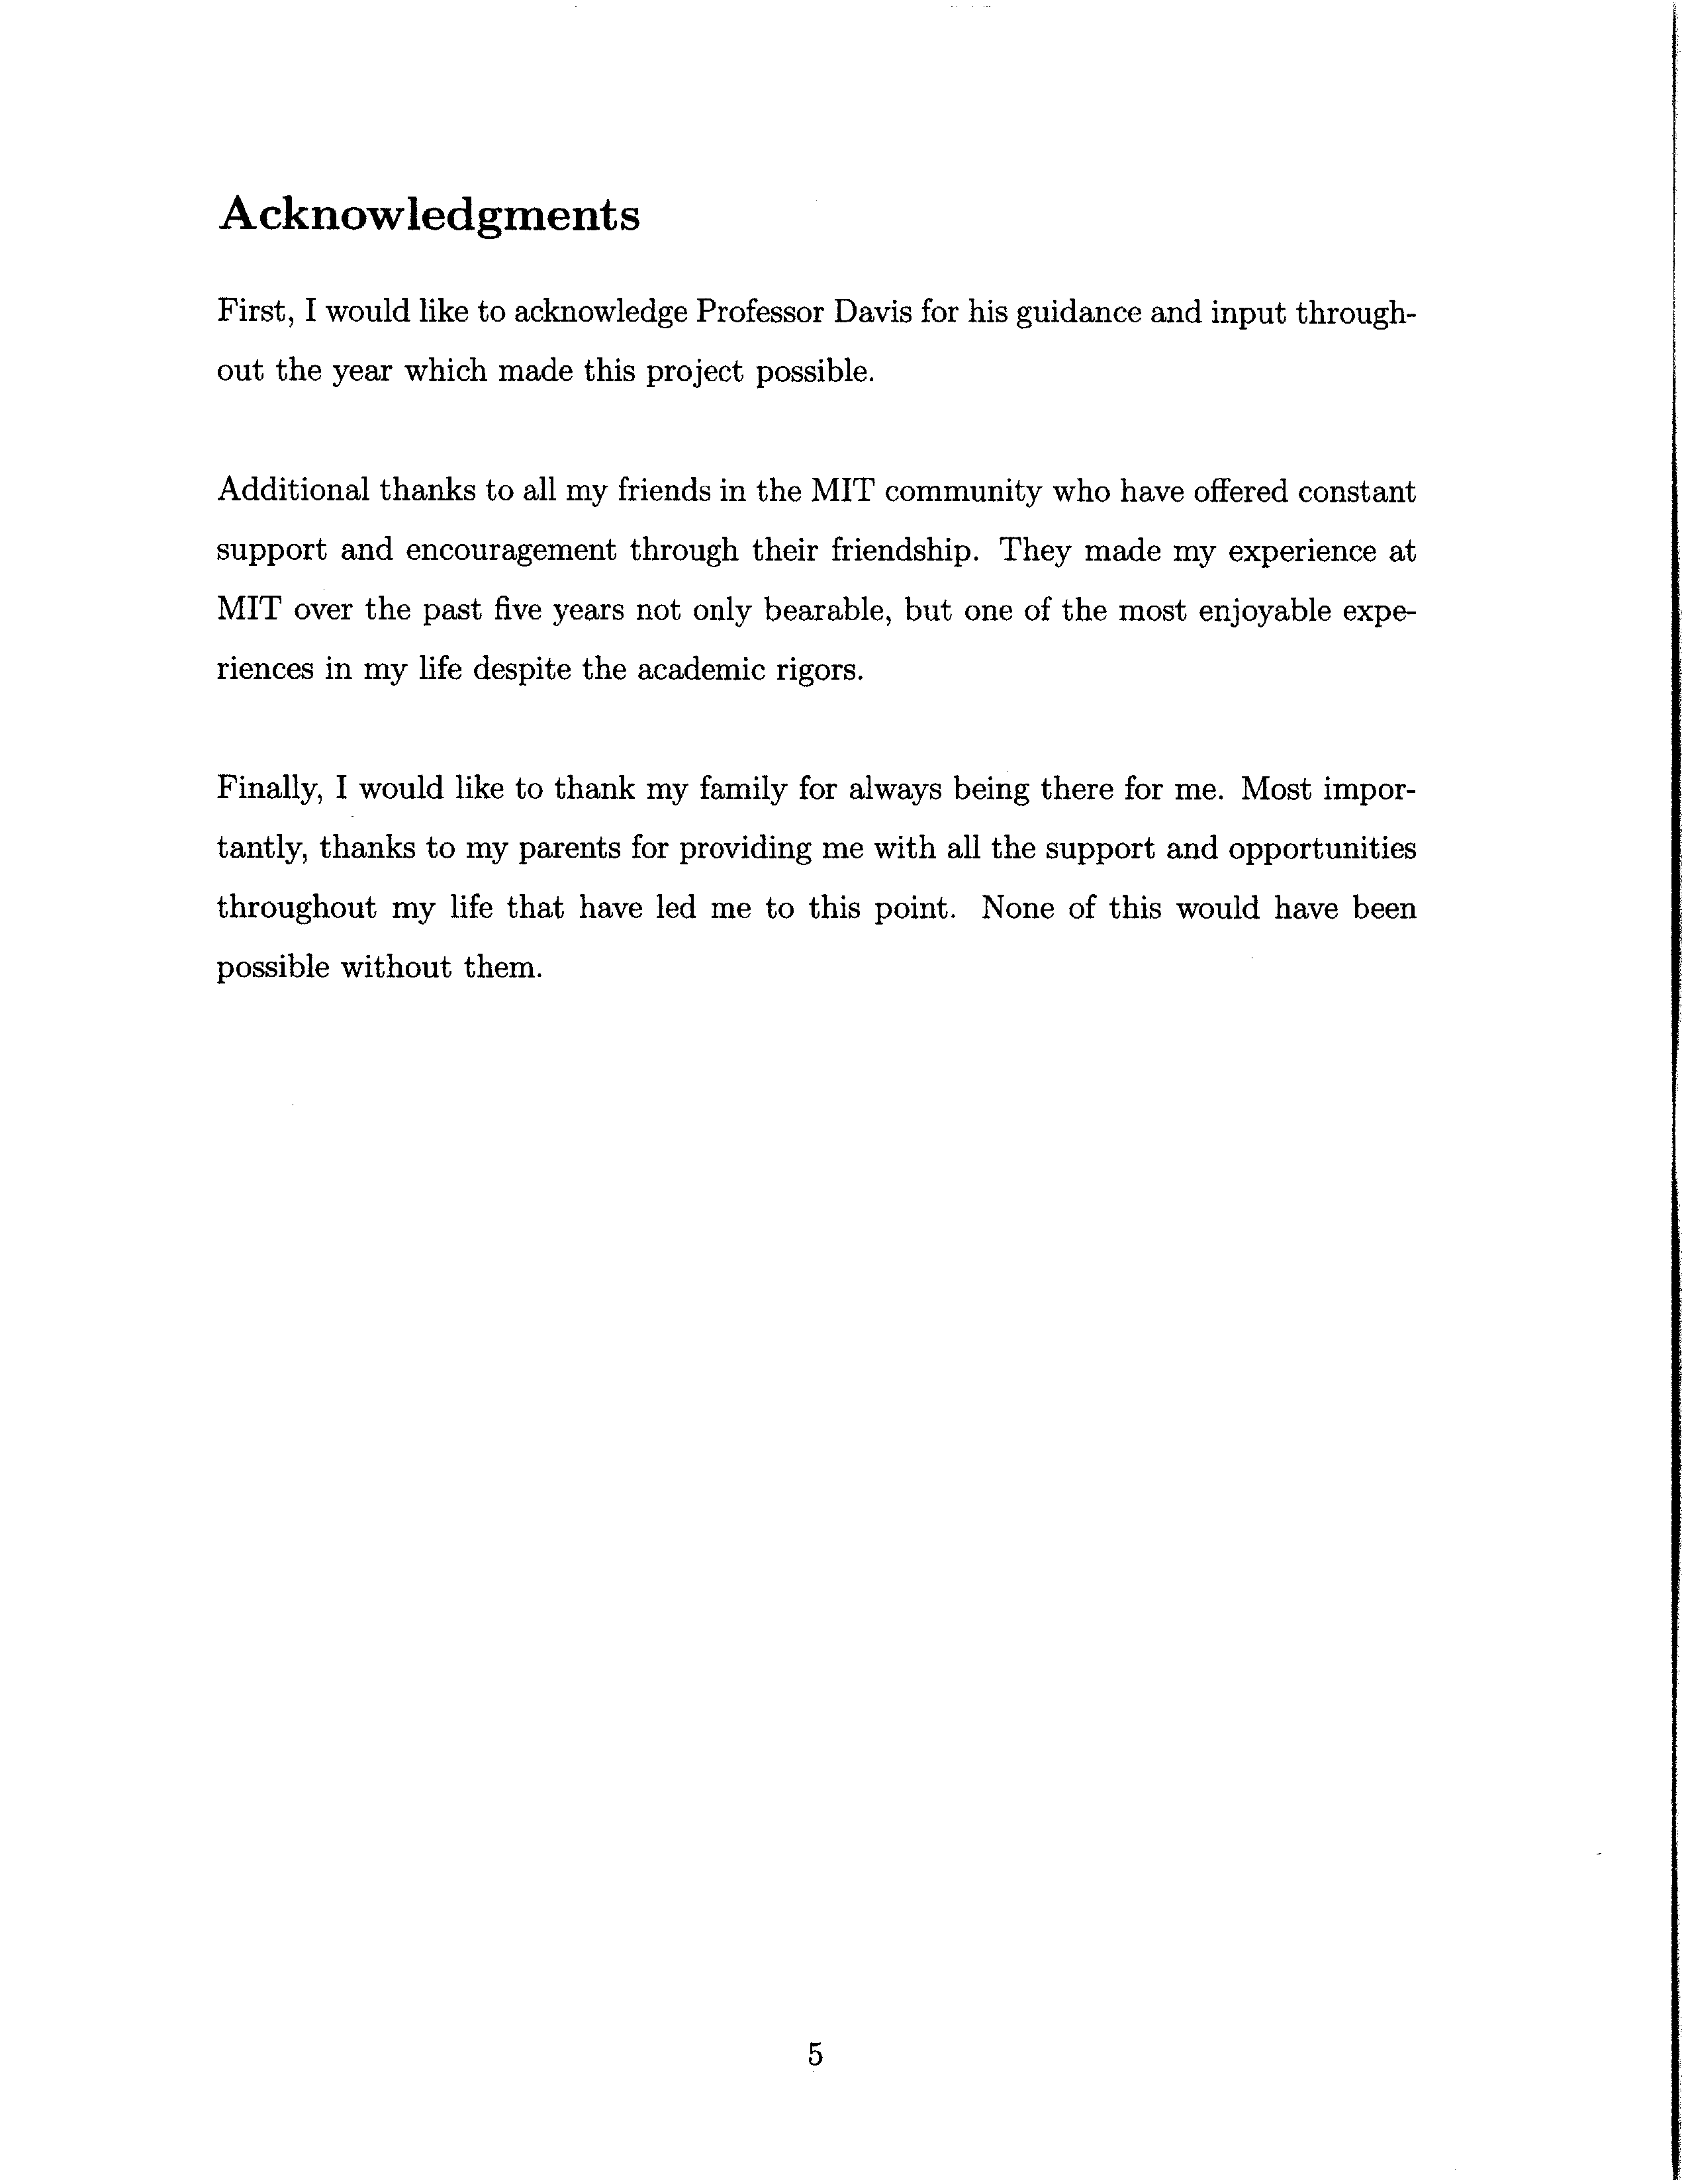 Acknowledgments
First, I would like to acknowledge Professor Davis for his guidance and input through-
out the year which made this project possible.
Additional thanks to all my friends in the MIT community who have offered constant
support and encouragement through their friendship. They made my experience at
MIT over the past five years not only bearable, but one of the most enjoyable expe-
riences in my life despite the academic rigors.
Finally, I would like to thank my family for always being there for me. Most impor-
tantly, thanks to my parents for providing me with all the support and opportunities
throughout my life that have led me to this point. None of this would have been
possible without them.
5